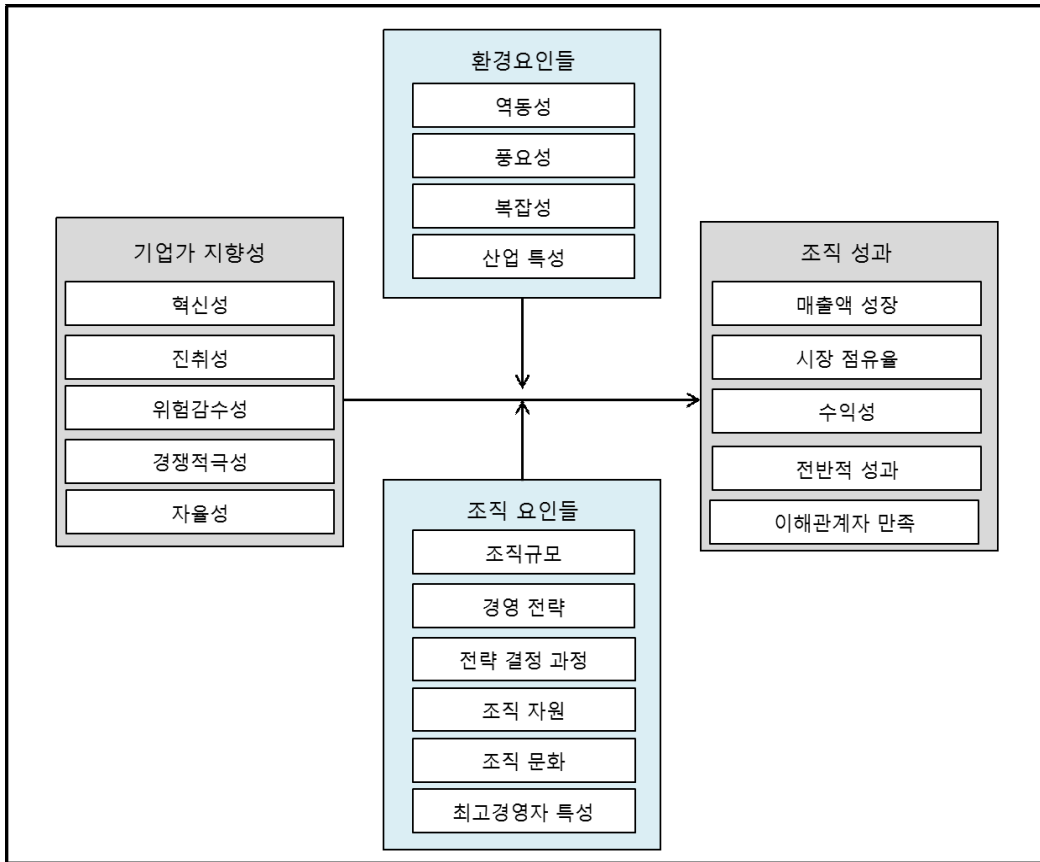 환경요인들
역동성
풍요성
복잡성
산업 특성
기업가 지향성
혁신성
진취성
위험감수성
경쟁적극성
자율성
조직 성과
매출액 성장
시장 점유율
수익성
전반적 성과
이해관계자 만족
조직 요인들
조직규모
경영 전략
전략 결정 과정
조직 자원
조직 문화
최고경영자 특성